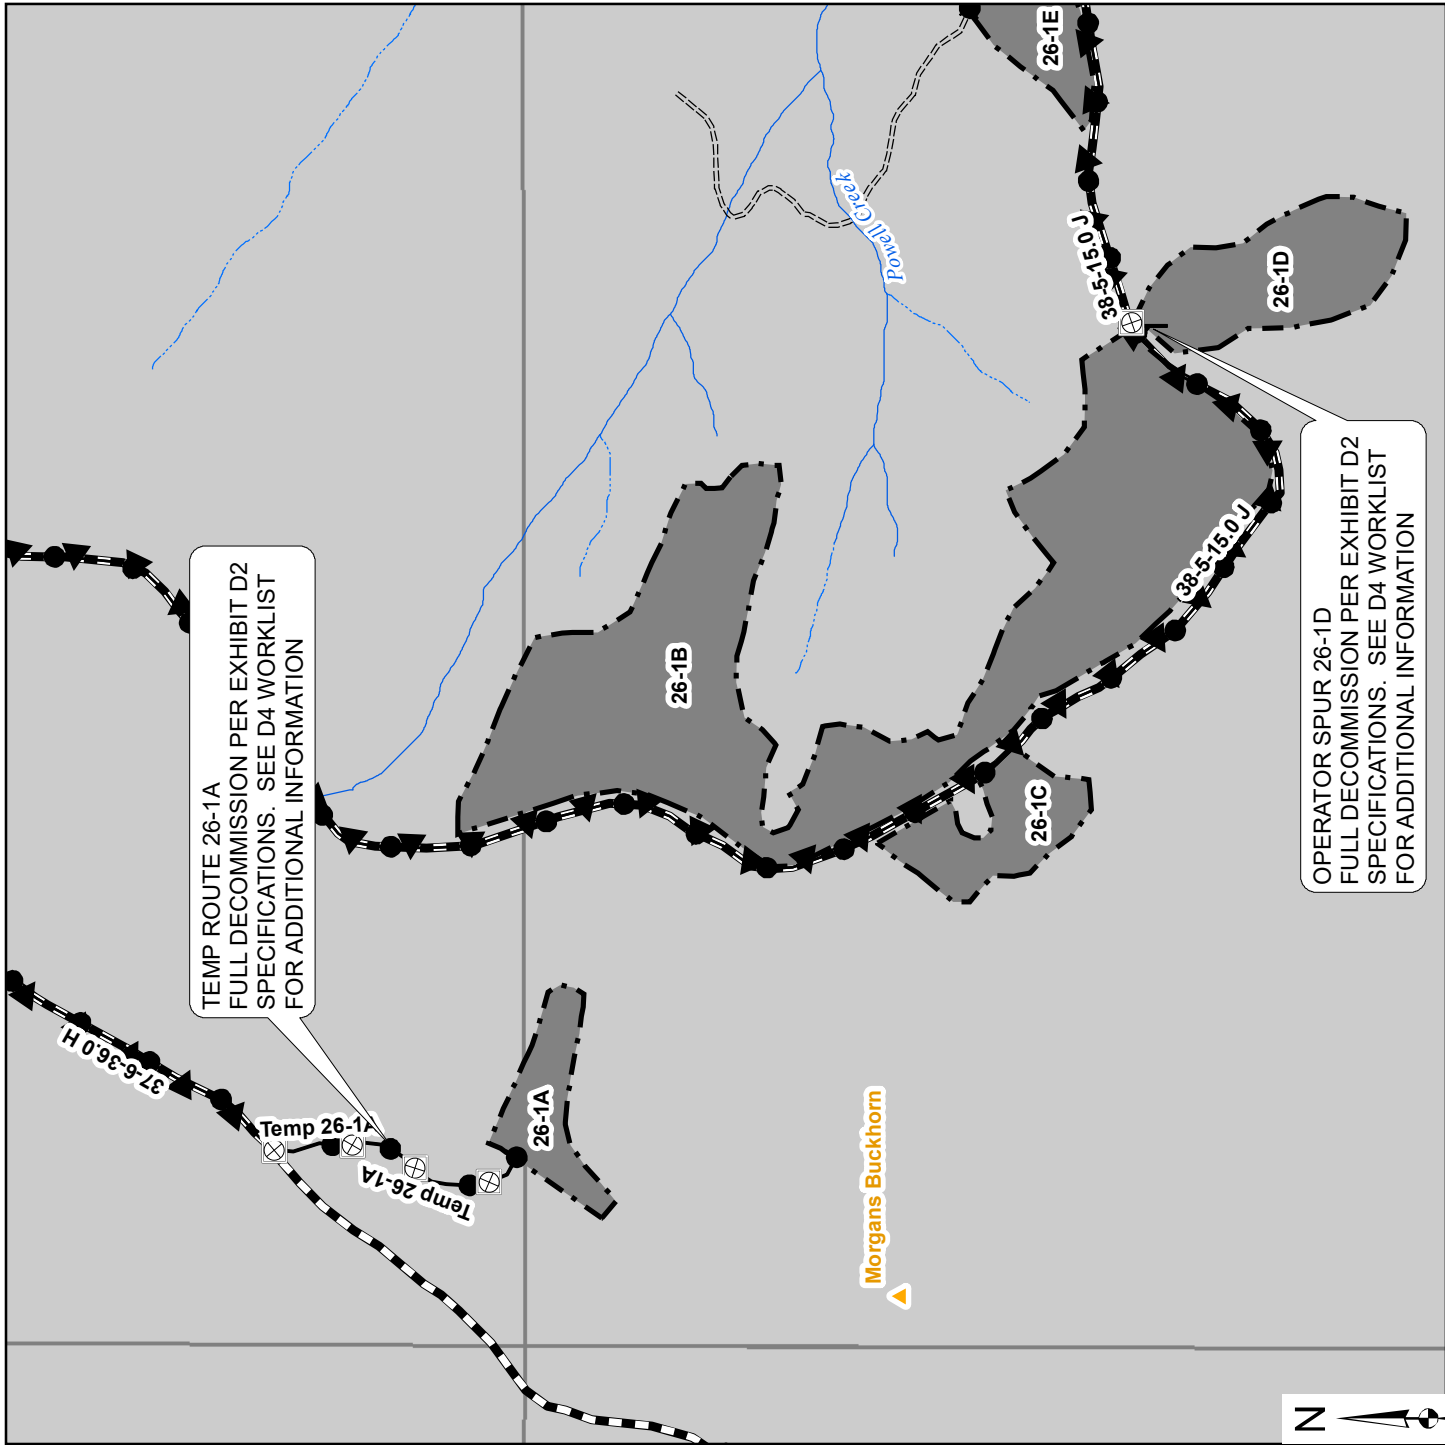 TEMP ROUTE 26-1A
FULL DECOMMISSION PER EXHIBIT D2
SPECIFICATIONS.  SEE D4 WORKLIST
FOR ADDITIONAL INFORMATION
37-6-36.0 H
Temp 26-1A
Temp 26-1A
26-1A
Morgans Buckhorn
26-1B
26-1C
Powell Creek
26-1E
38-5-15.0 J
26-1D
38-5-15.0 J
OPERATOR SPUR 26-1D
FULL DECOMMISSION PER EXHIBIT D2
SPECIFICATIONS.  SEE D4 WORKLIST
FOR ADDITIONAL INFORMATION
N